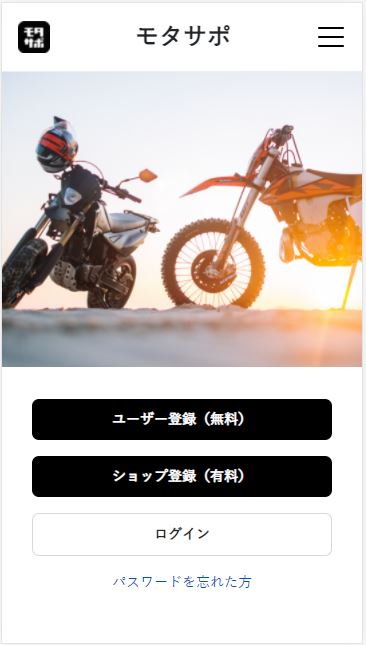 モタ
サポ
モタサポ
ユーザー登録（無料）
ショップ登録（有料）
ログイン
パスワードを忘れた方